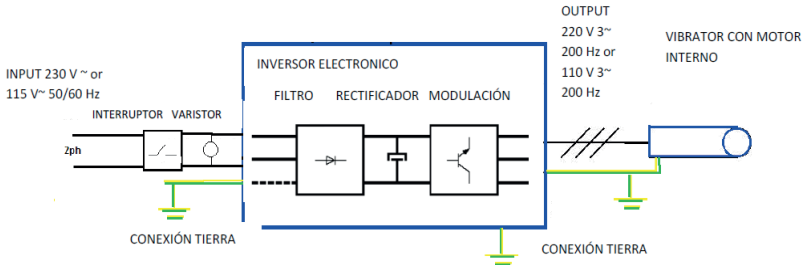 OUTPUT
220 V 3~
200 Hz or
110 V 3~
200 Hz
VIBRATOR CON MOTOR
INTERNO
INPUT 230 V ~ or
115 V~ 50/60 Hz
INVERSOR ELECTRONICO
INTERRUPTOR VARISTOR
FILTRO RECTIFICADOR MODULACIÓN
2ph
CONEXIÓN TIERRA
CONEXIÓN TIERRA